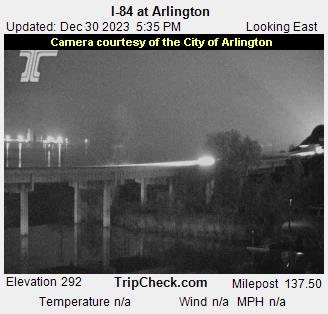 I-84 at Arlington
Updated: Dec 30 2023 5:35 PM Looking East
Camera courtesy of the City of Arlington
Elevation 292 TripCheck.com Milepost 137.50
Temperature n/a Wind n/a MPH n/a